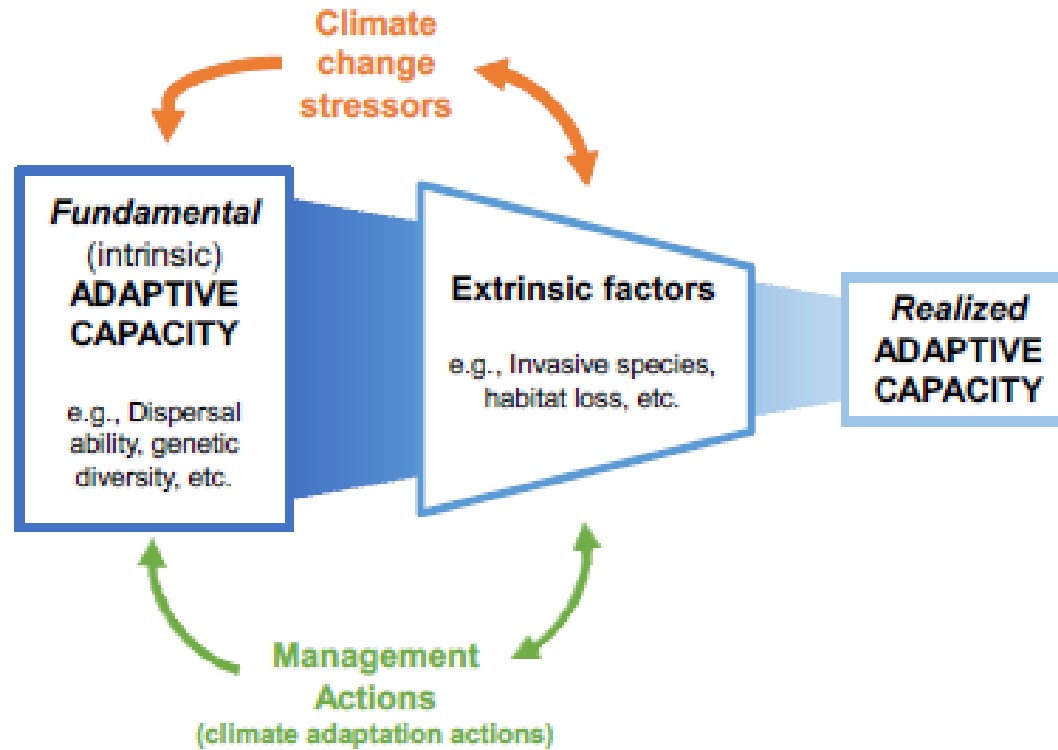 Climate
change
stressors
Fundamental
(intrinsic)
ADAPTIVE
CAPACITY
e.g., Dispersal
ability, genetic
diversity, etc.
Extrinsic factors
e.g., Invasive species,
habitat loss, etc.
Realized
ADAPTIVE
CAPACITY
Management
Actions
(climate adaptation actions)